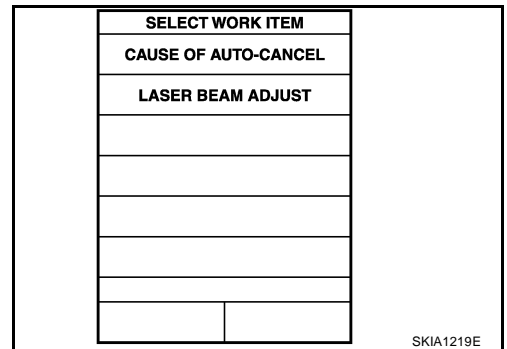 SELECT WORK ITEM
CAUSE OF AUTO-CANCEL
LASER BEAM ADJUST
SKIA1219E